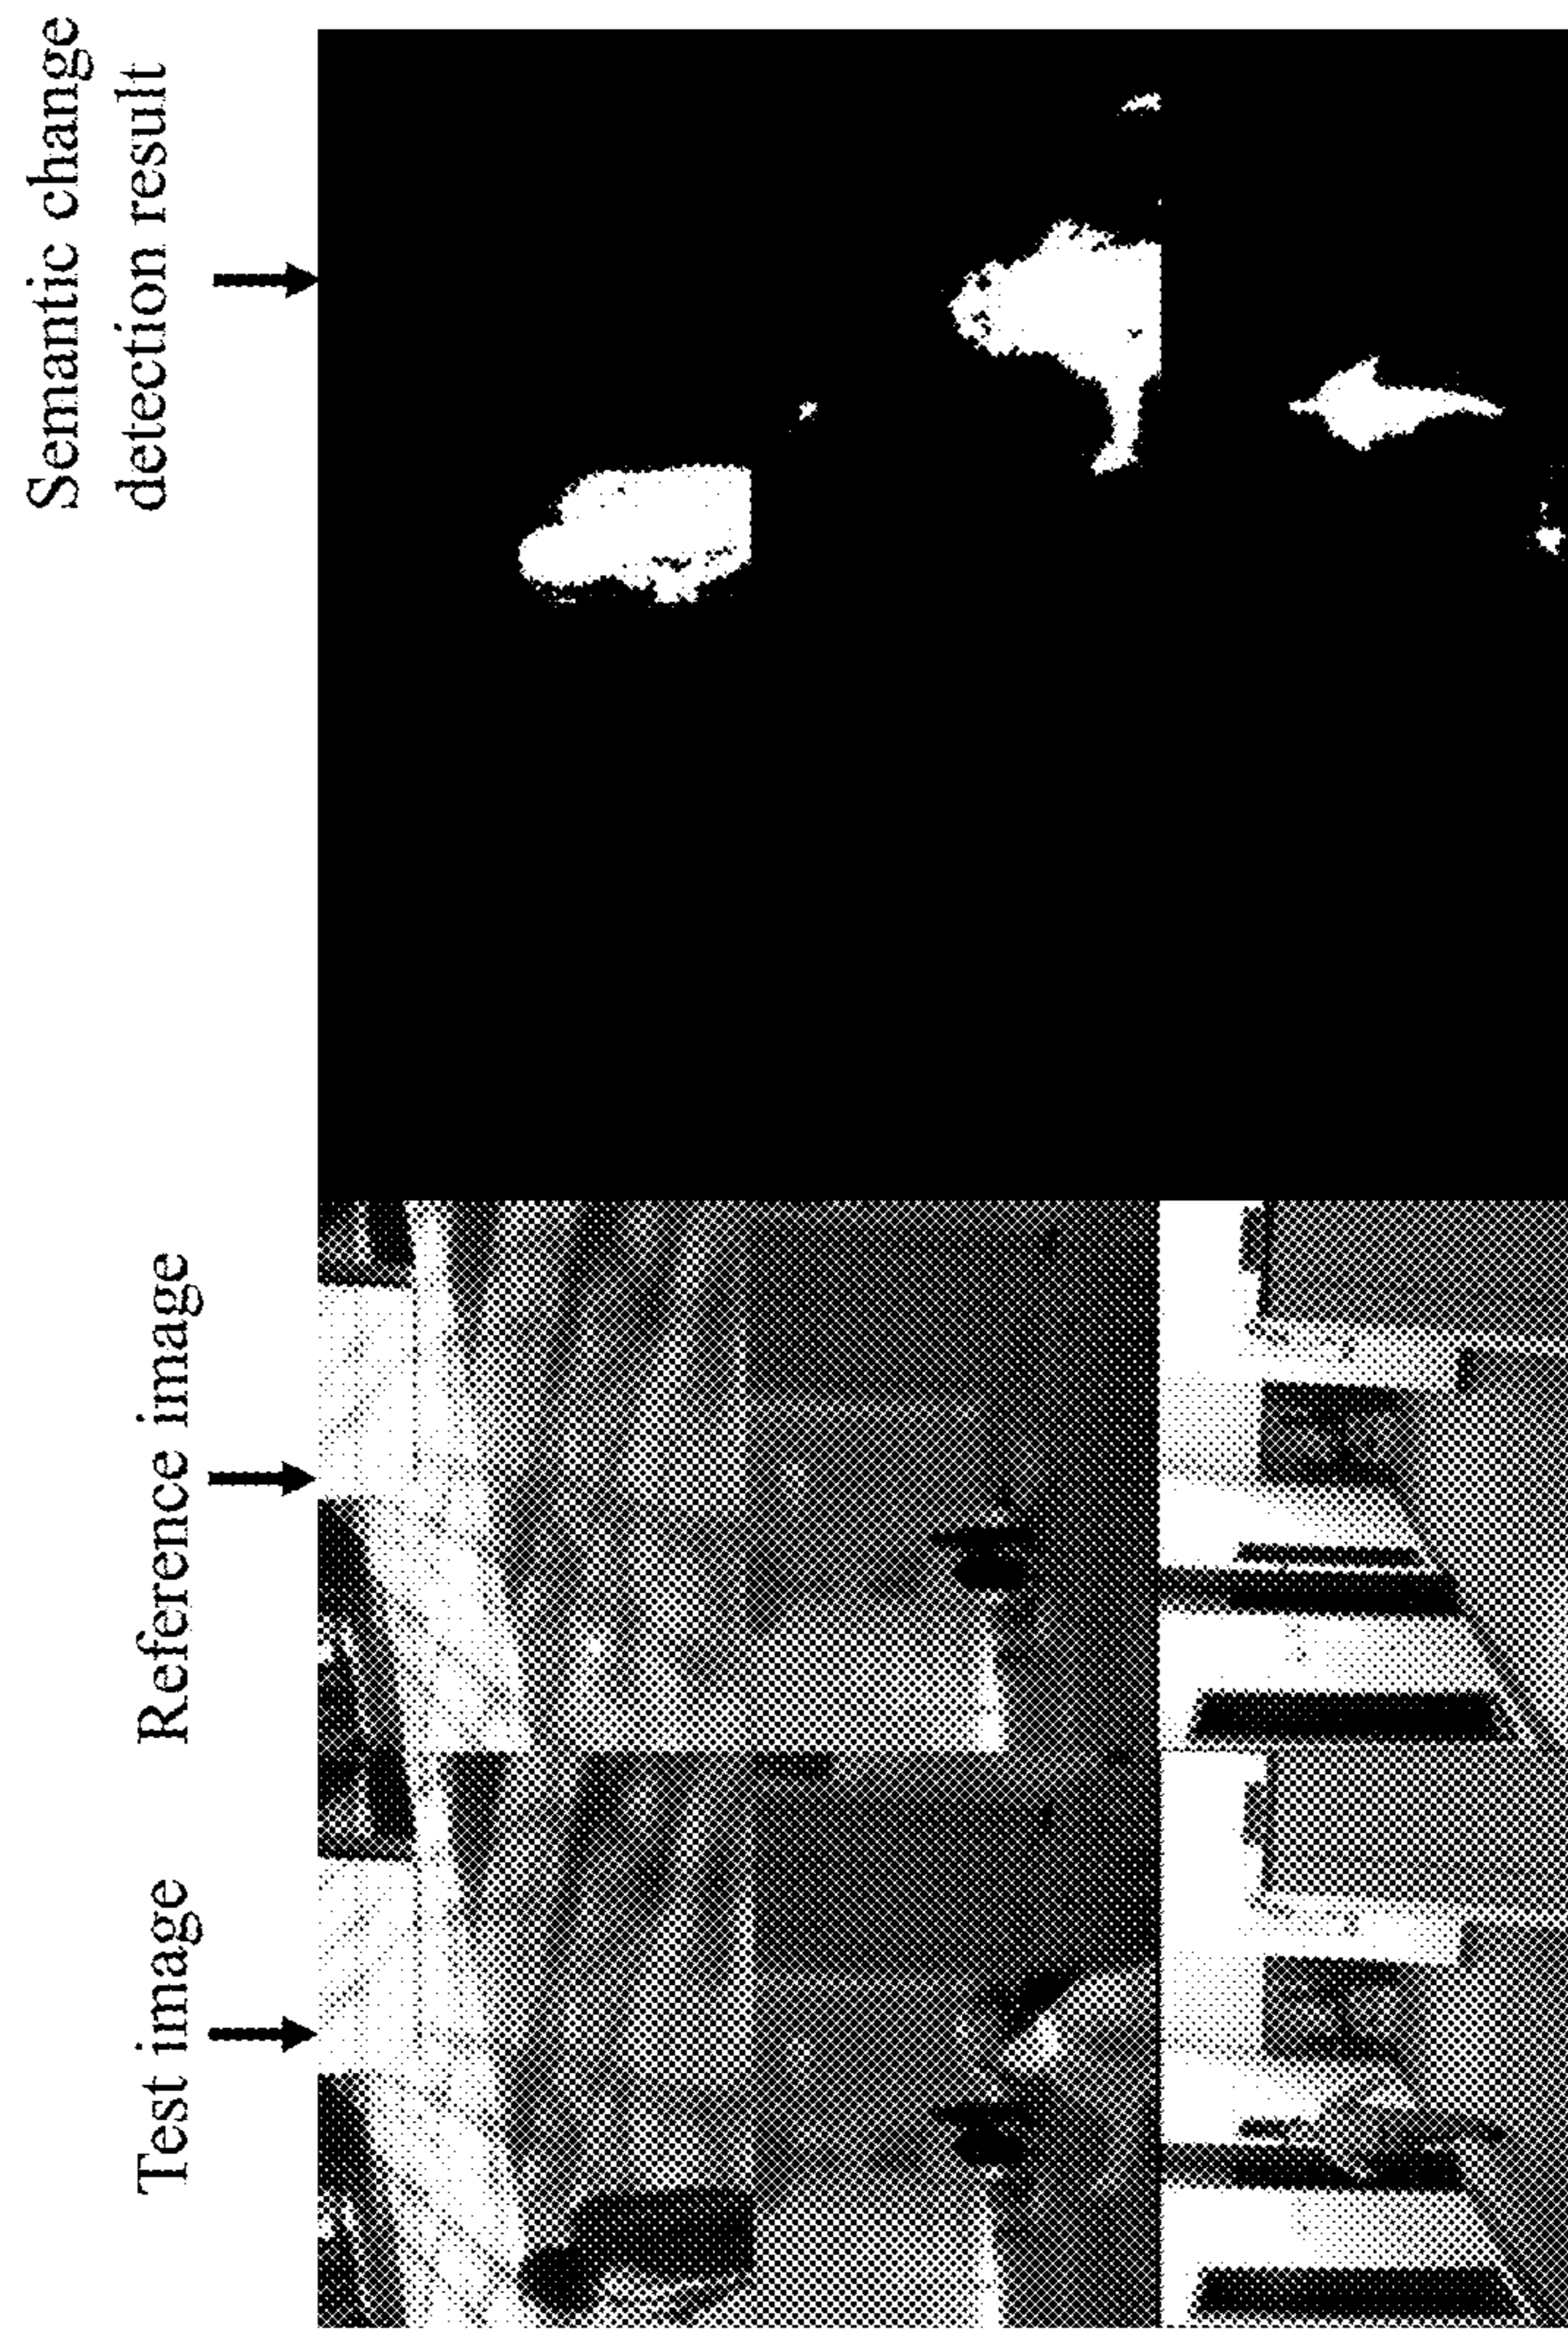 Test image
Reference image
Semantic change
detection result